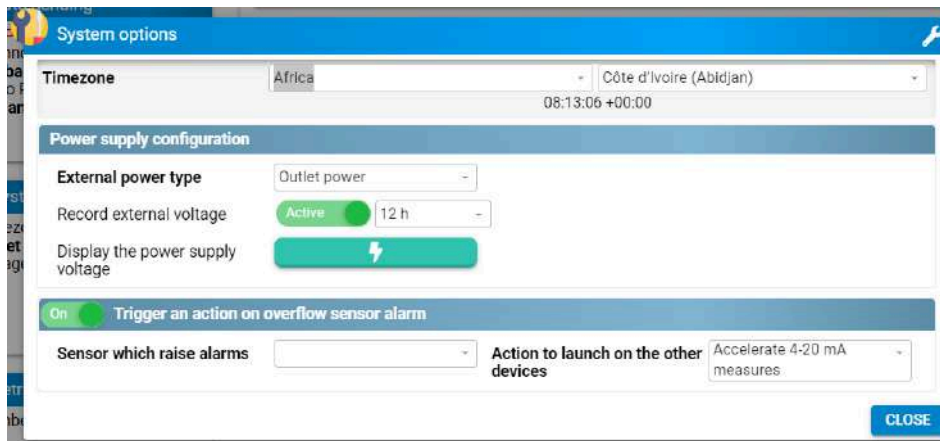 System options
Timezone Africa Côte d'Ivoire (Abidjan)
08:13:06 +00:00
Power supply configuration
External power type Outlet power
Record external voltage Active 12 h
Display the power supply
voltage
On Trigger an action on overflow sensor alarm
Sensor which raise alarms Action to launch on the other
devices Accelerate 4-20 mA
measures
CLOSE